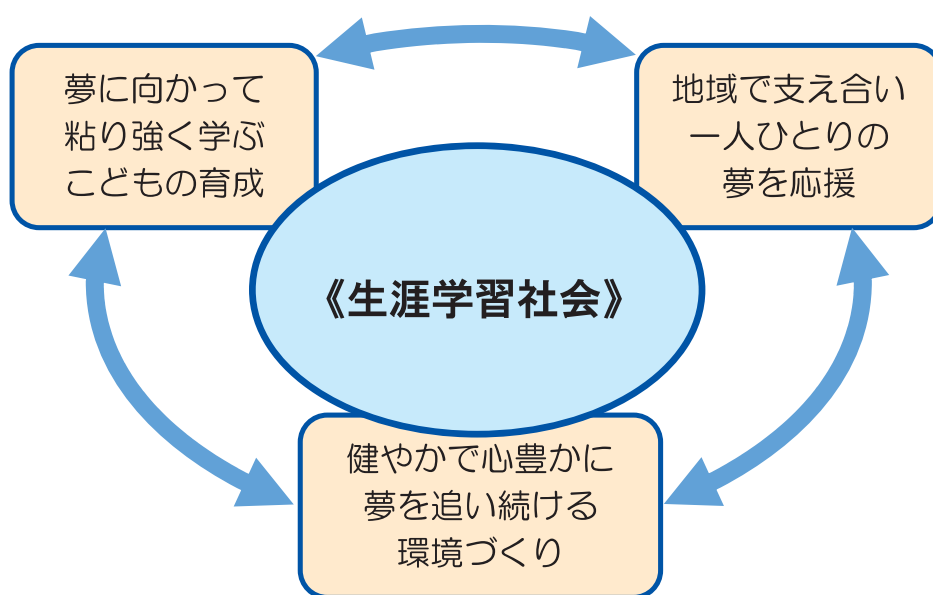 夢に向かって
粘り強く学ぶ
こどもの育成
地域で支え合い
一人ひとりの
夢を応援
《生涯学習社会》
健やかで心豊かに
夢を追い続ける
環境づくり